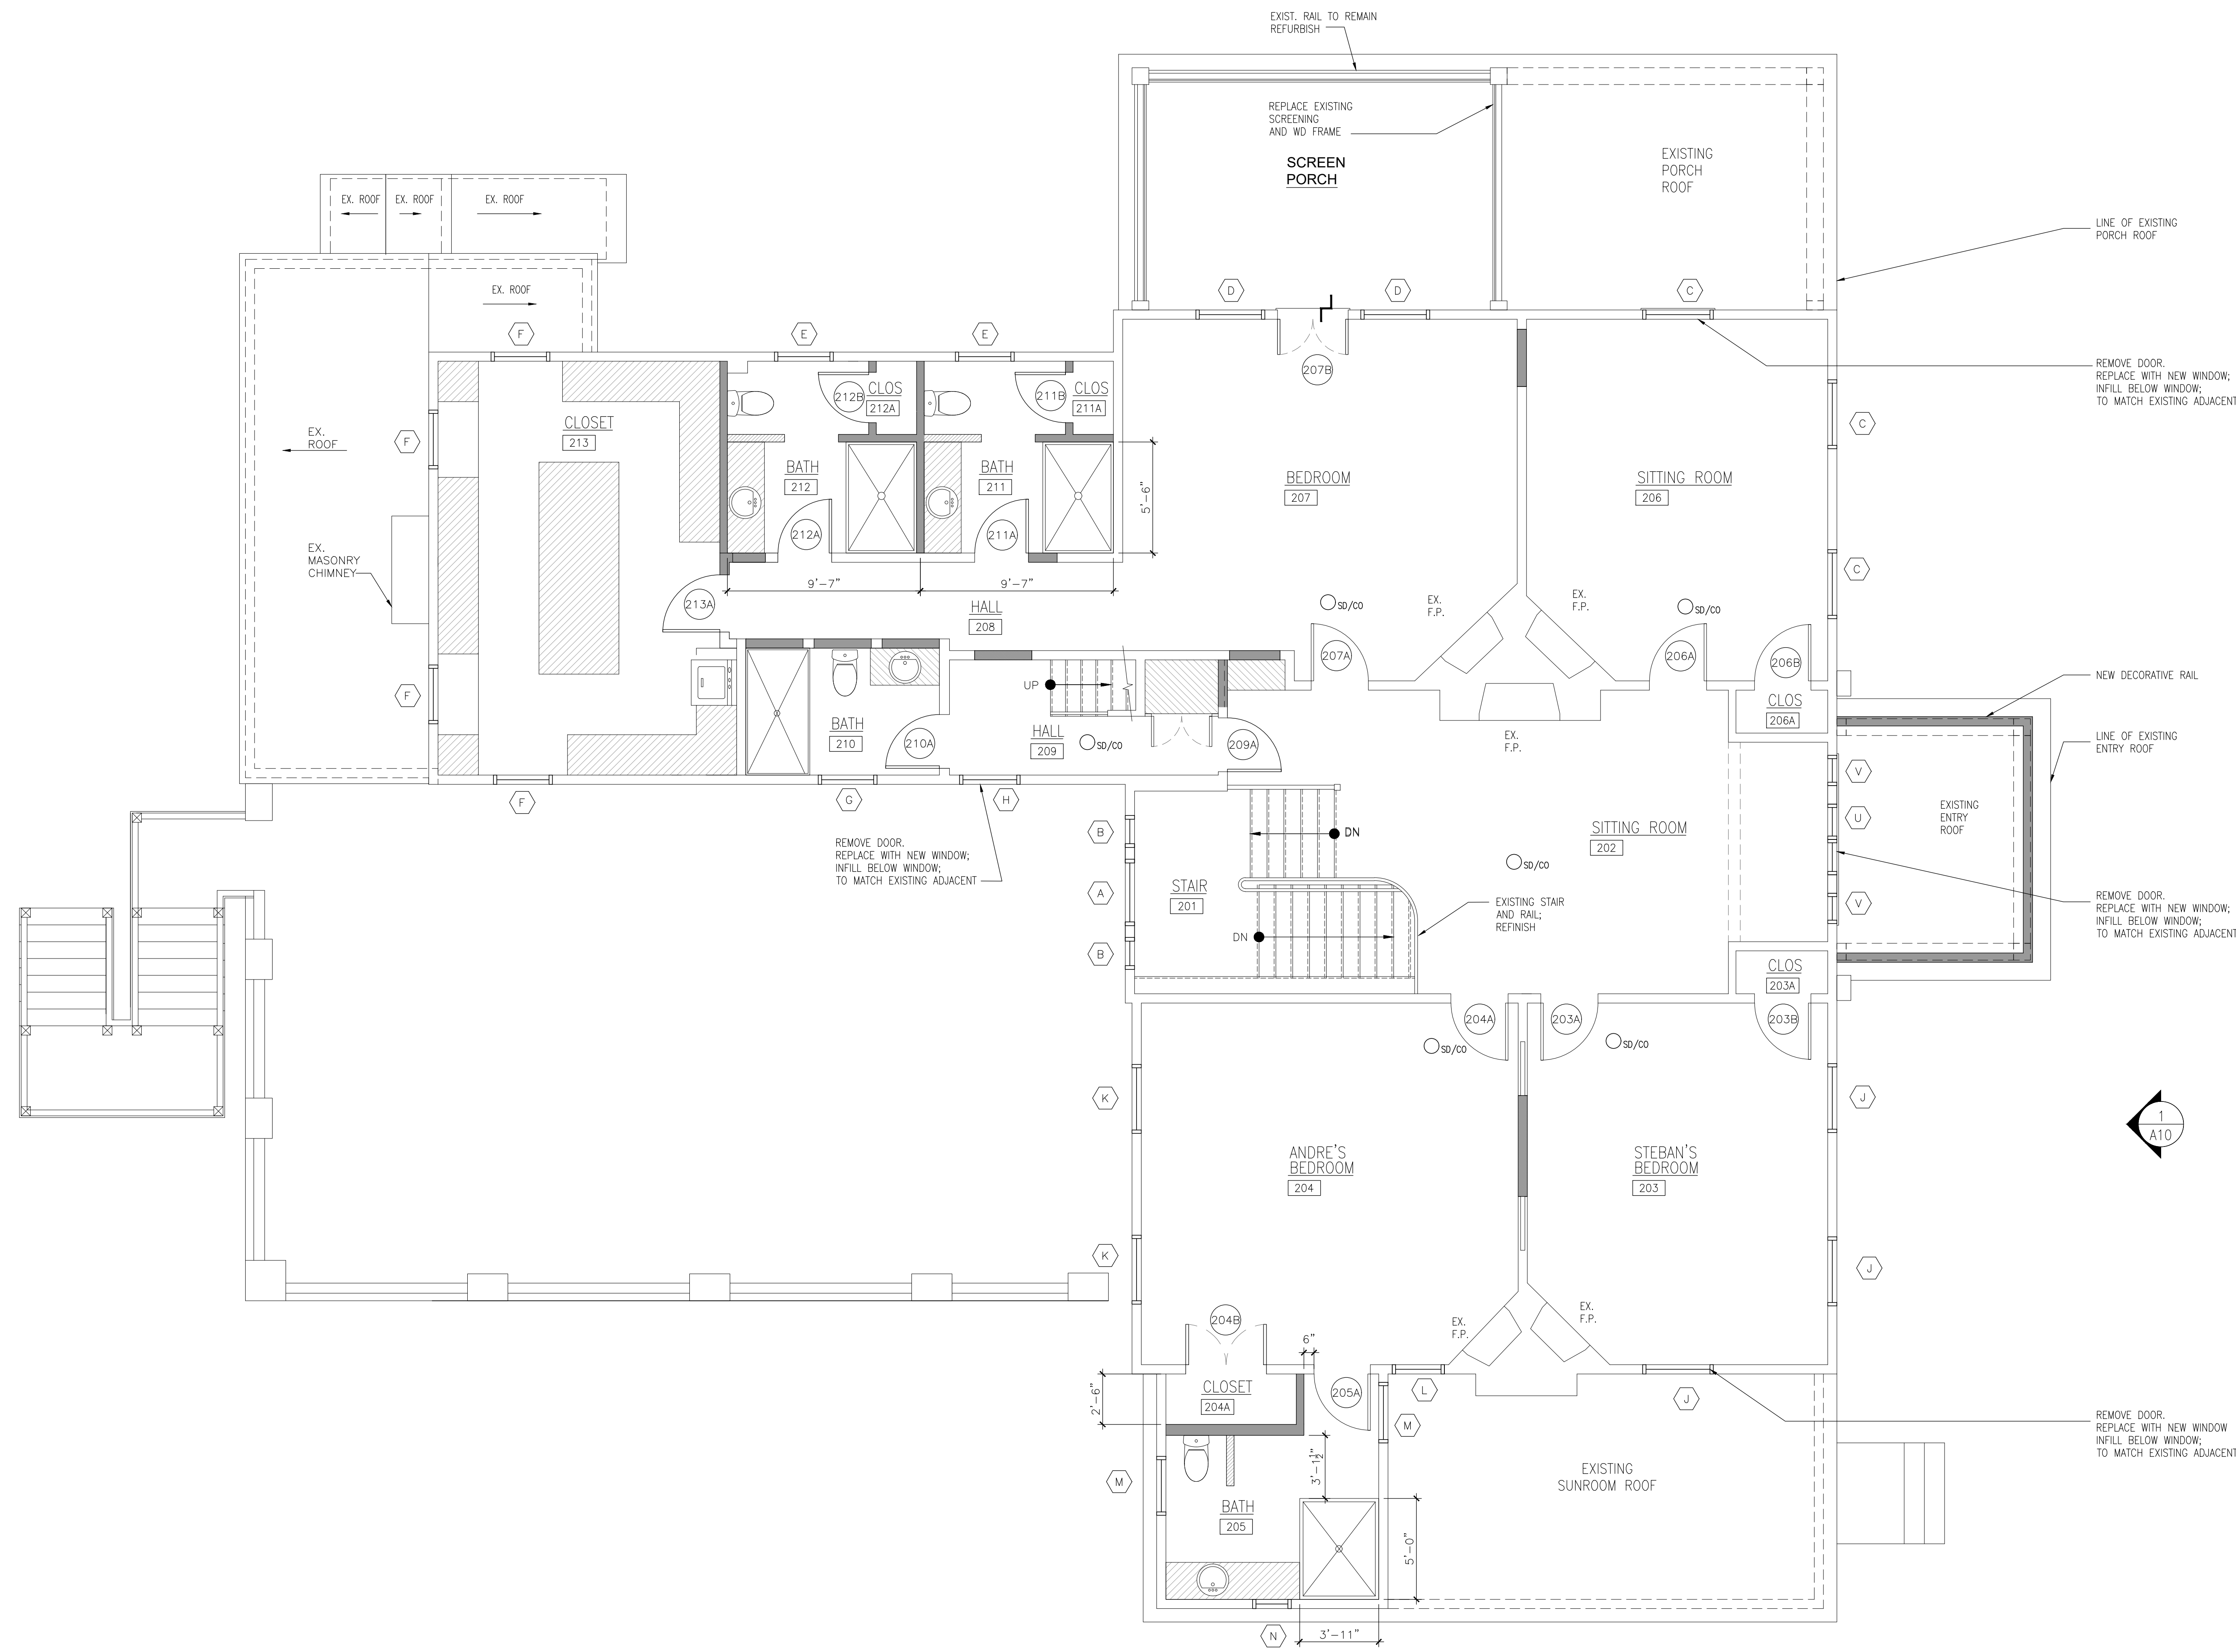 EXIST. RAIL TO REMAIN
REFURBISH
REPLACE EXISTING
SCREENING
AND WD FRAME
SCREEN
PORCH
EXISTING
PORCH
ROOF
EX. ROOF
EX. ROOF
EX. ROOF
LINE OF EXISTING
PORCH ROOF
EX. ROOF
D
D
C
F
E
E
207B
REMOVE DOOR.
REPLACE WITH NEW WINDOW;
INFILL BELOW WINDOW;
TO MATCH EXISTING ADJACENT
212B
CLOS
212A
211B
CLOS
211A
CLOSET
213
C
EX.
ROOF
F
BATH
212
BATH
211
5'-6"
BEDROOM
207
SITTING ROOM
206
212A
211A
EX.
MASONRY
CHIMNEY
9'-7"
9'-7"
C
213A
HALL
208
SD/CO
EX.
F.P.
EX.
F.P.
SD/CO
207A
206A
206B
NEW DECORATIVE RAIL
F
UP
CLOS
206A
BATH
210
210A
HALL
209
SD/CO
209A
EX.
F.P.
LINE OF EXISTING
ENTRY ROOF
F
G
H
V
EXISTING
ENTRY
ROOF
U
B
DN
SITTING ROOM
202
REMOVE DOOR.
REPLACE WITH NEW WINDOW;
INFILL BELOW WINDOW;
TO MATCH EXISTING ADJACENT
SD/CO
A
STAIR
201
EXISTING STAIR
AND RAIL;
REFINISH
V
REMOVE DOOR.
REPLACE WITH NEW WINDOW;
INFILL BELOW WINDOW;
TO MATCH EXISTING ADJACENT
DN
B
CLOS
203A
204A
203A
203B
SD/CO
SD/CO
K
J
1
A10
ANDRE'S
BEDROOM
204
STEBAN'S
BEDROOM
203
K
J
204B
EX.
F.P.
EX.
F.P.
6"
2'-6"
CLOSET
204A
205A
L
J
M
REMOVE DOOR.
REPLACE WITH NEW WINDOW
INFILL BELOW WINDOW;
TO MATCH EXISTING ADJACENT
M
3'-1½"
EXISTING
SUNROOM ROOF
BATH
205
5'-0"
N
3'-11"